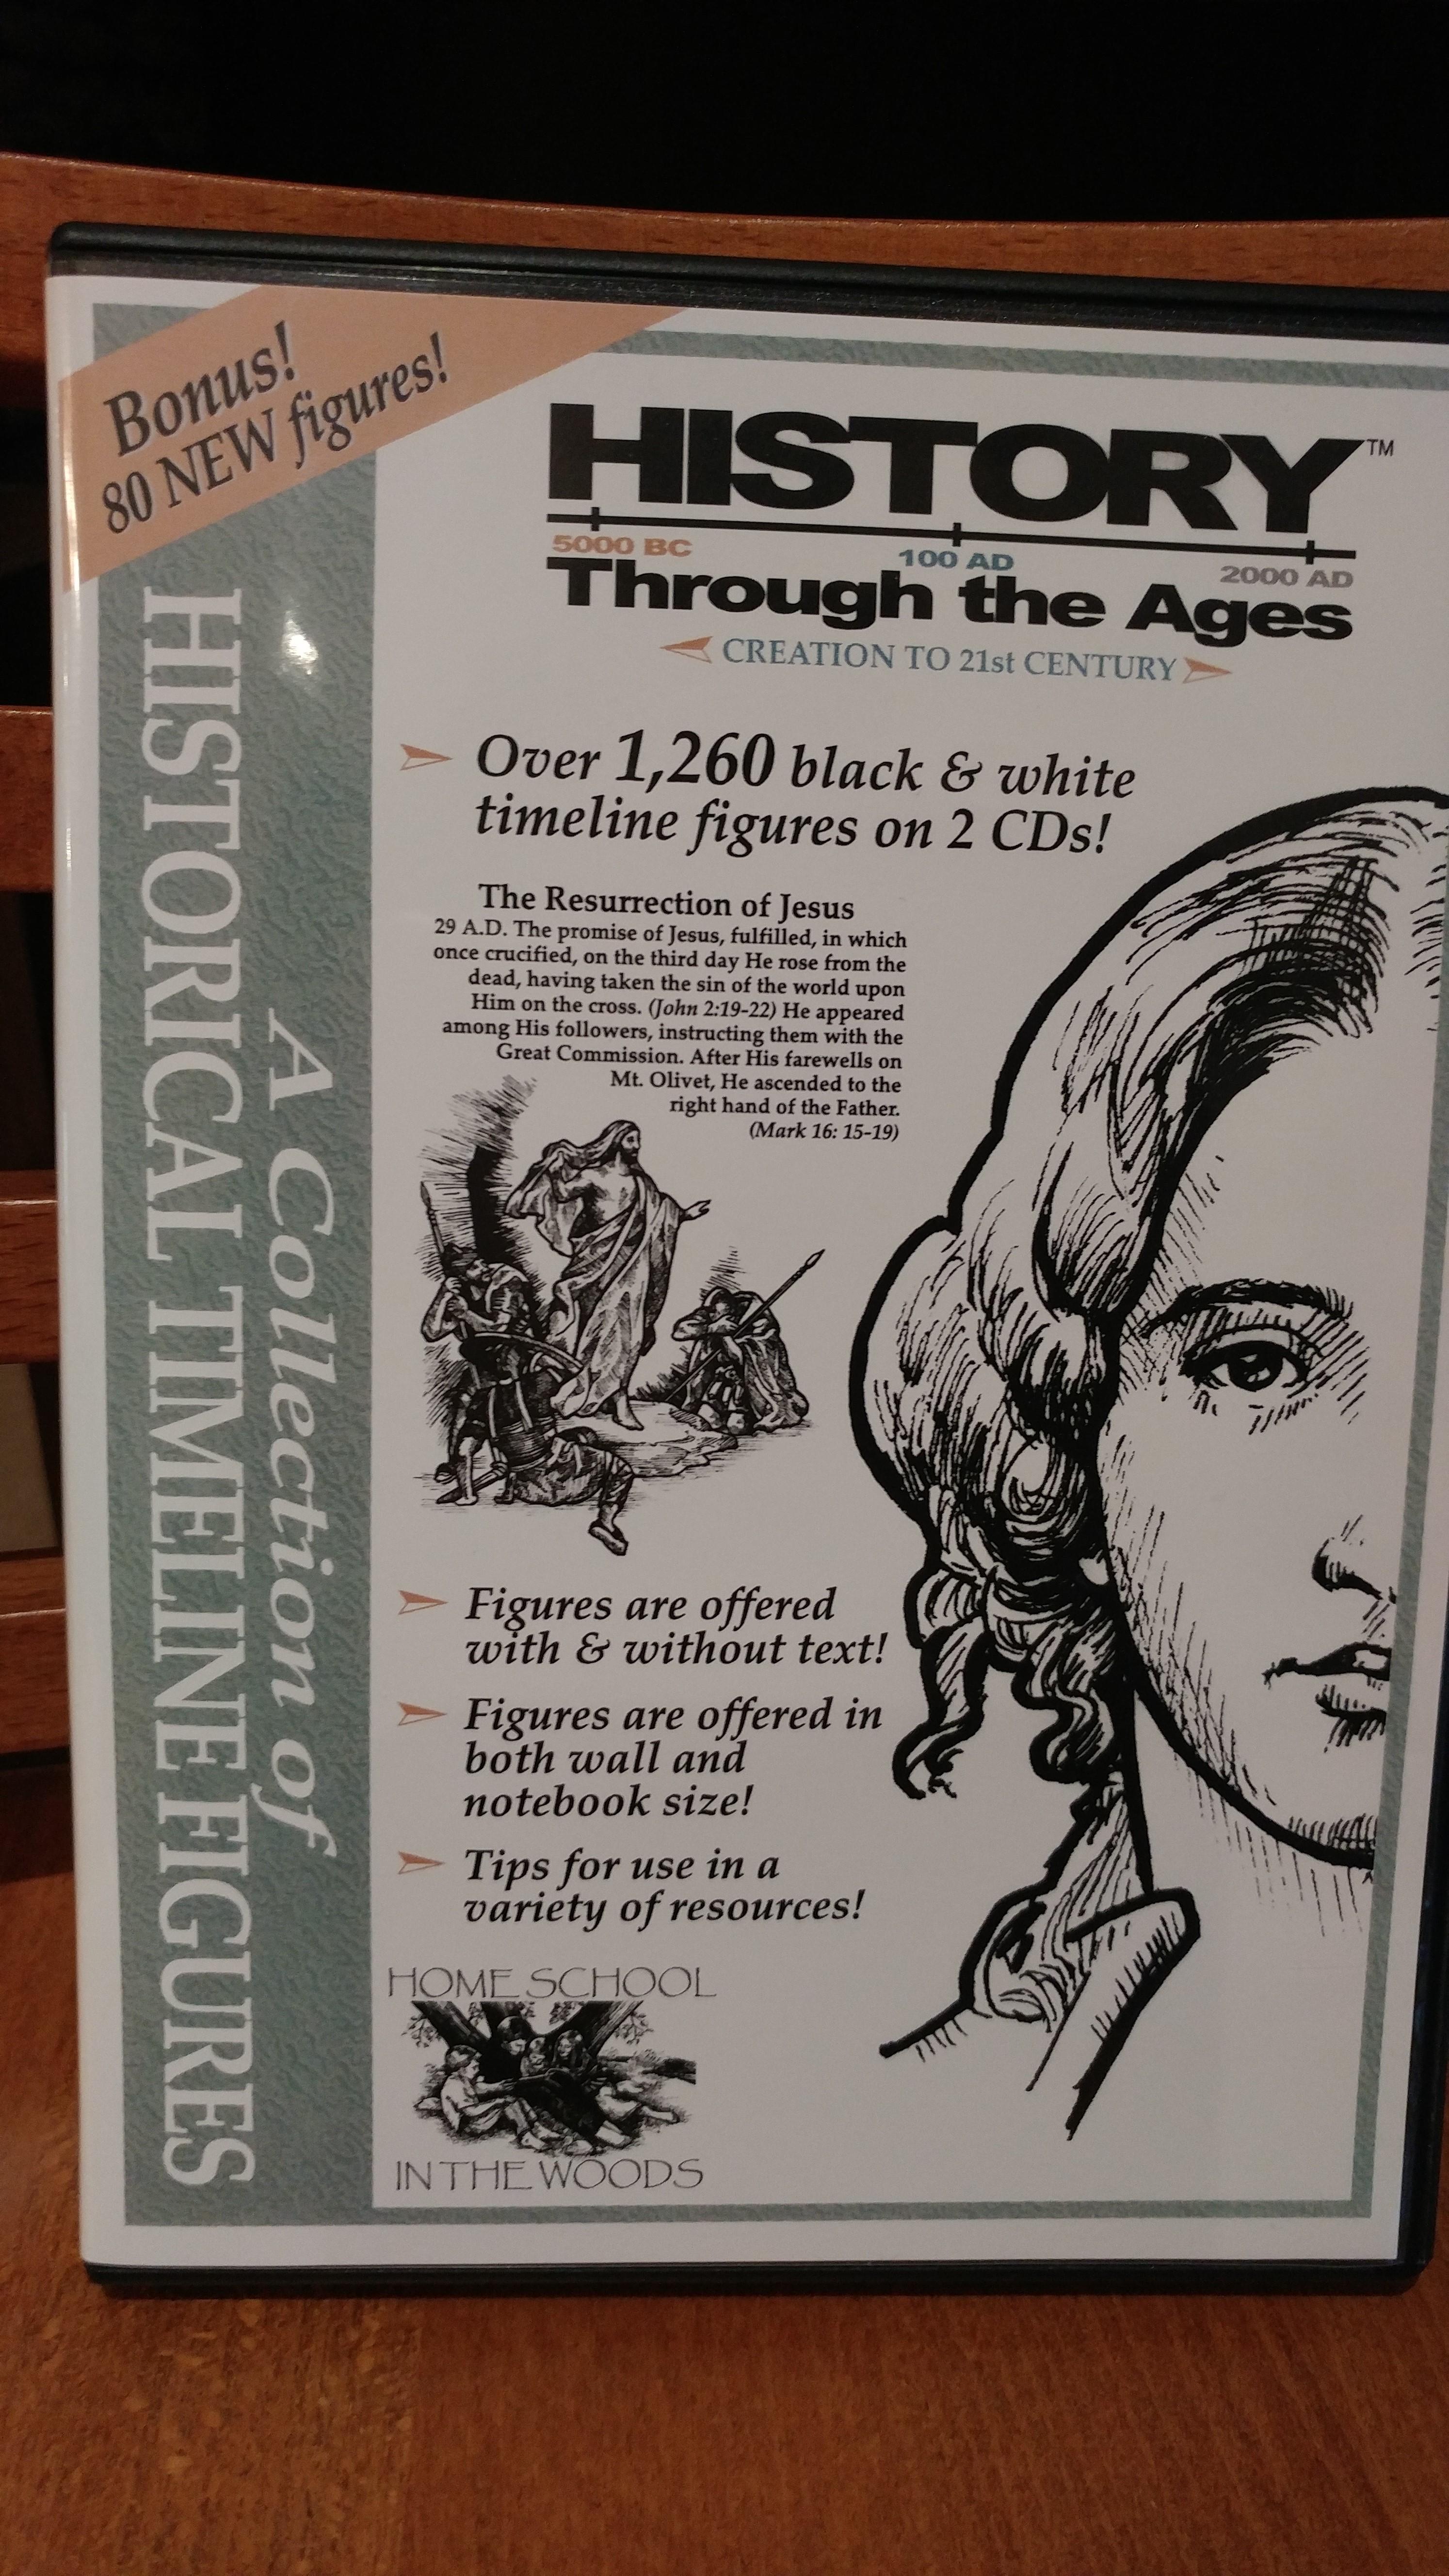 Bonus!
80 NEW figures!
HISTORY™
5000 BC
100 AD
2000 AD
Through the Ages
CREATION TO 21st CENTURY
A Collection of
HISTORICAL TIMELINE FIGURES
Over 1,260 black & white
timeline figures on 2 CDs!
The Resurrection of Jesus
29 A.D. The promise of Jesus, fulfilled, in which
once crucified, on the third day He rose from the
dead, having taken the sin of the world upon
Him on the cross. (John 2:19-22) He appeared
among His followers, instructing them with the
Great Commission. After His farewells on
Mt. Olivet, He ascended to the
right hand of the Father.
(Mark 16: 15-19)
Figures are offered
with & without text!
Figures are offered in
both wall and
notebook size!
Tips for use in a
variety of resources!
HOME SCHOOL
IN THE WOODS